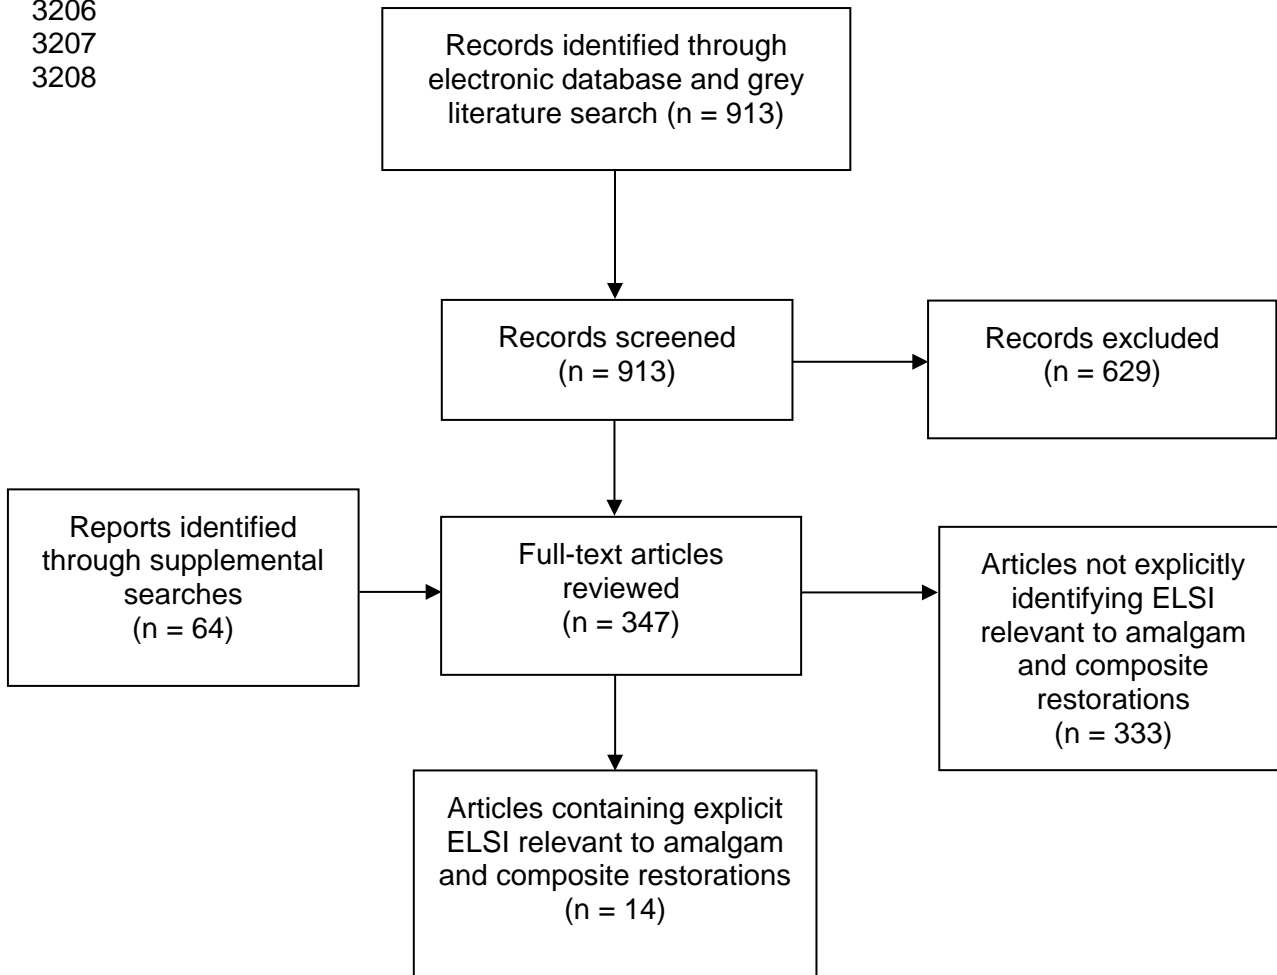 3206
3207
3208
Records identified through
electronic database and grey
literature search (n = 913)
Records screened
(n = 913)
Records excluded
(n = 629)
Reports identified
through supplemental
searches
(n = 64)
Full-text articles
reviewed
(n = 347)
Articles not explicitly
identifying ELSI
relevant to amalgam
and composite
restorations
(n = 333)
Articles containing explicit
ELSI relevant to amalgam
and composite restorations
(n = 14)